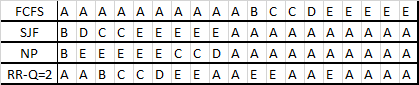 FCFS A A A A A A A A A A B C C D E E E E E
SJF B D C C E E E E E A A A A A A A A A A
NP B E E E E E C C D A A A A A A A A A A
RR-Q=2 A A B C C D E E A A E E A A E A A A A